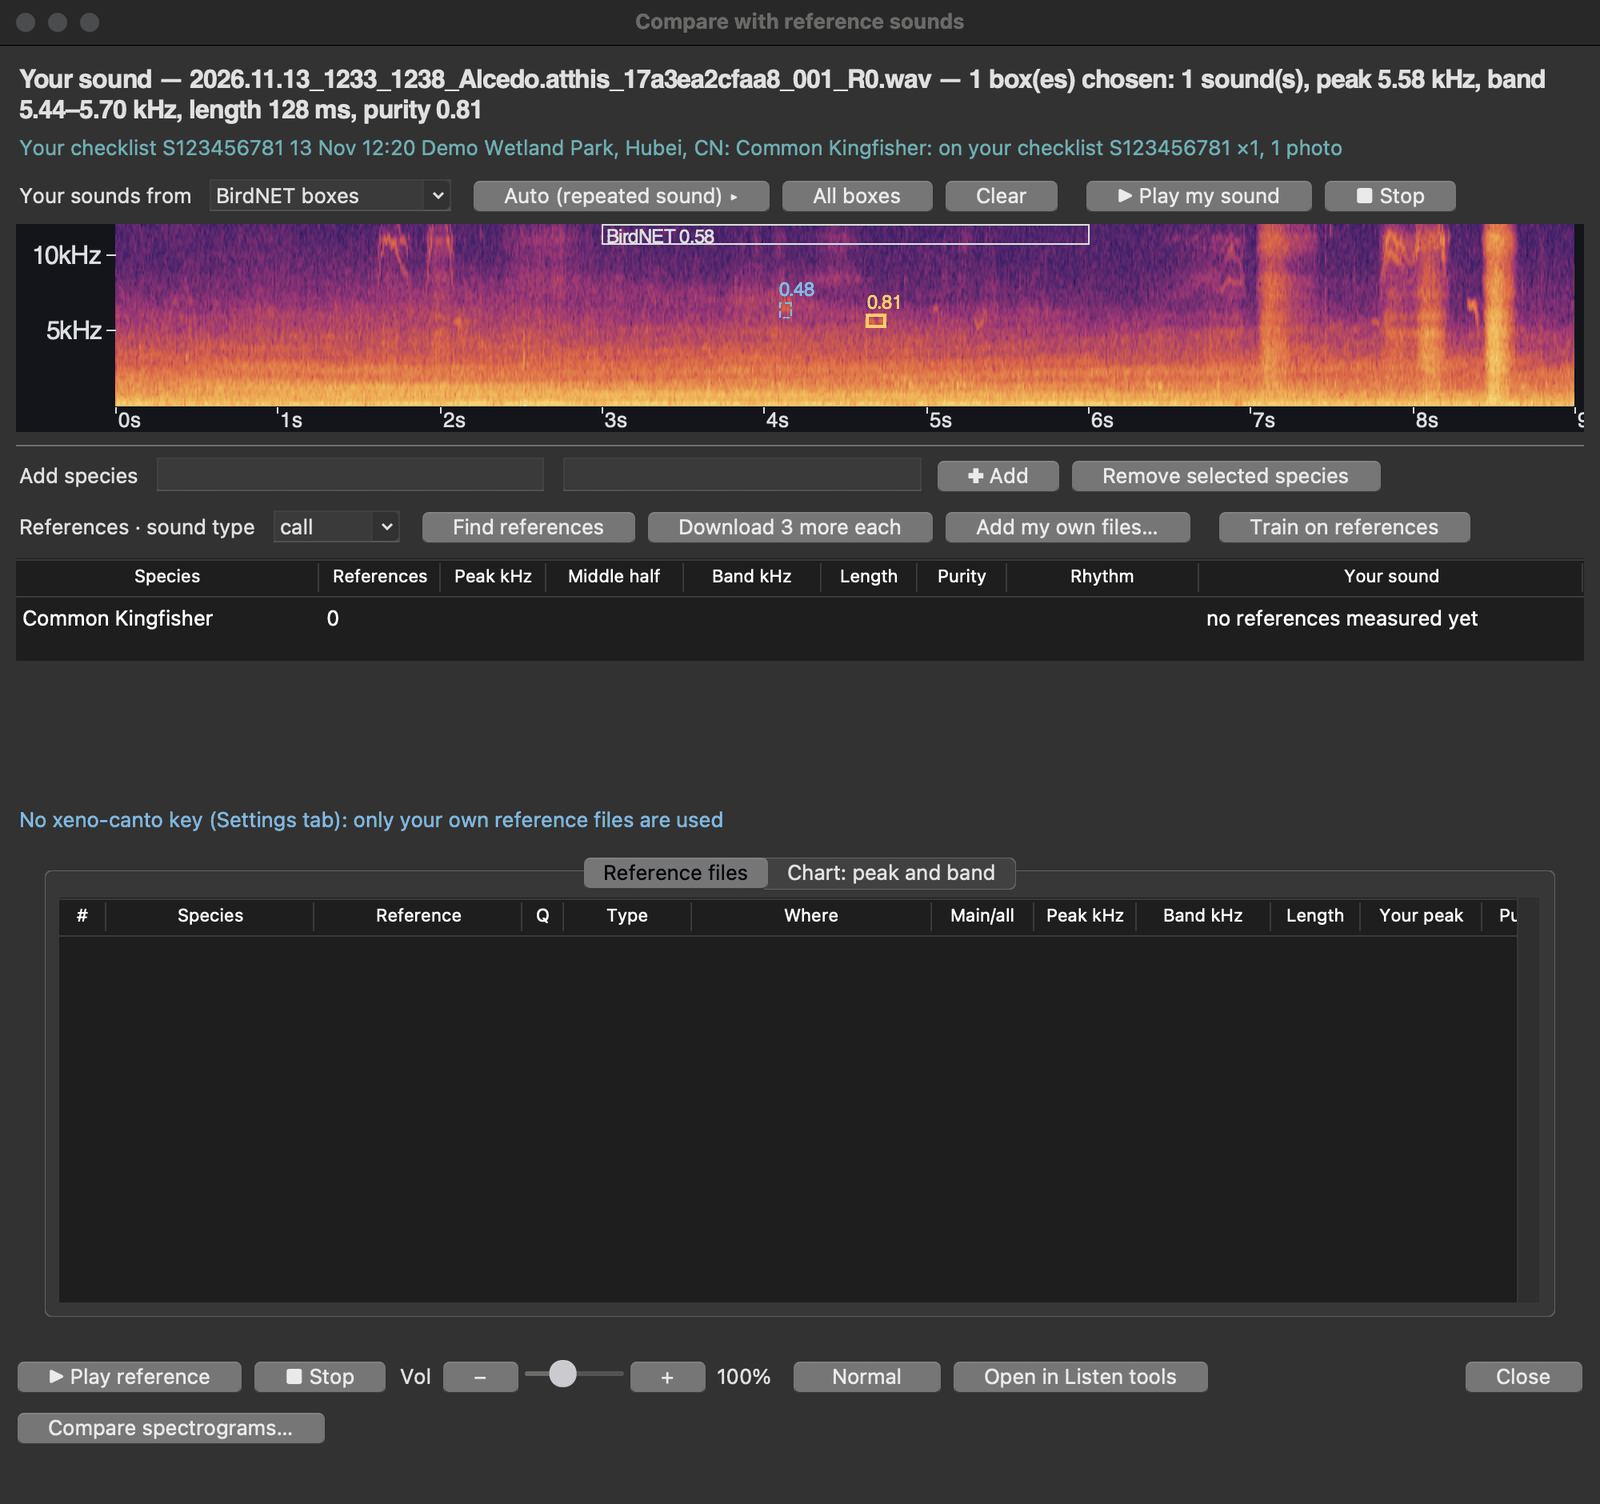 Compare with reference sounds
Your sound — 2026.11.13_1233_1238_Alcedo.atthis_17a3ea2cfaa8_001_R0.wav — 1 box(es) chosen: 1 sound(s), peak 5.58 kHz, band
5.44–5.70 kHz, length 128 ms, purity 0.81
Your checklist S123456781 13 Nov 12:20 Demo Wetland Park, Hubei, CN: Common Kingfisher: on your checklist S123456781 ×1, 1 photo
Your sounds from BirdNET boxes Auto (repeated sound) ▸ All boxes Clear ▶ Play my sound ■ Stop
BirdNET 0.58
10kHz
0.48
0.81
5kHz
0s 1s 2s 3s 4s 5s 6s 7s 8s 9
Add species ✚ Add Remove selected species
References · sound type call Find references Download 3 more each Add my own files... Train on references
Species References Peak kHz Middle half Band kHz Length Purity Rhythm Your sound
Common Kingfisher 0 no references measured yet
No xeno-canto key (Settings tab): only your own reference files are used
Reference files Chart: peak and band
# Species Reference Q Type Where Main/all Peak kHz Band kHz Length Your peak Pu
▶ Play reference ■ Stop Vol − + 100% Normal Open in Listen tools Close
Compare spectrograms...